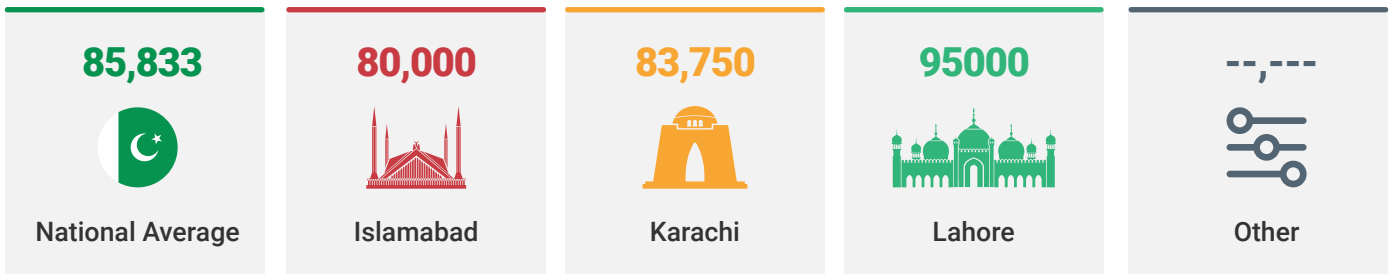 85,833
National Average
80,000
Islamabad
83,750
Karachi
95000
Lahore
--,---
Other